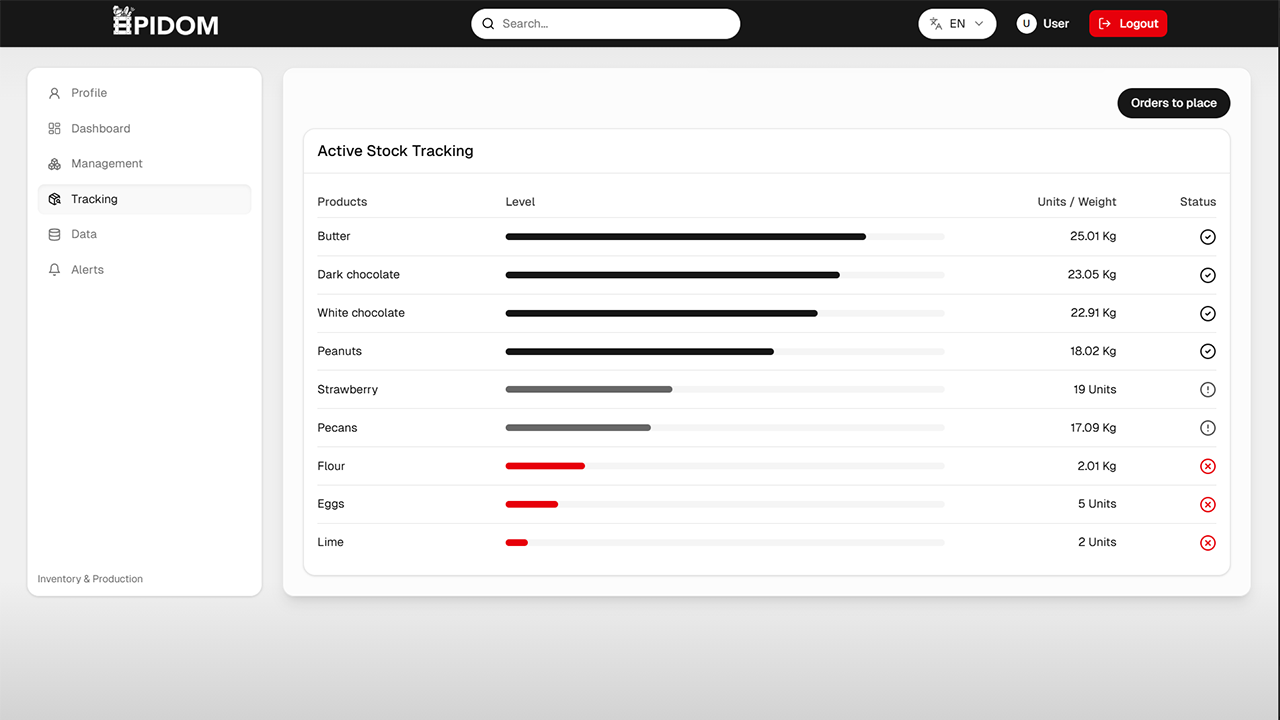 EPIDOM
Search...
EN
U User
Logout
Profile
Dashboard
Management
Tracking
Data
Alerts
Inventory & Production
Orders to place
Active Stock Tracking
Products Level Units / Weight Status
Butter 25.01 Kg
Dark chocolate 23.05 Kg
White chocolate 22.91 Kg
Peanuts 18.02 Kg
Strawberry 19 Units
Pecans 17.09 Kg
Flour 2.01 Kg
Eggs 5 Units
Lime 2 Units